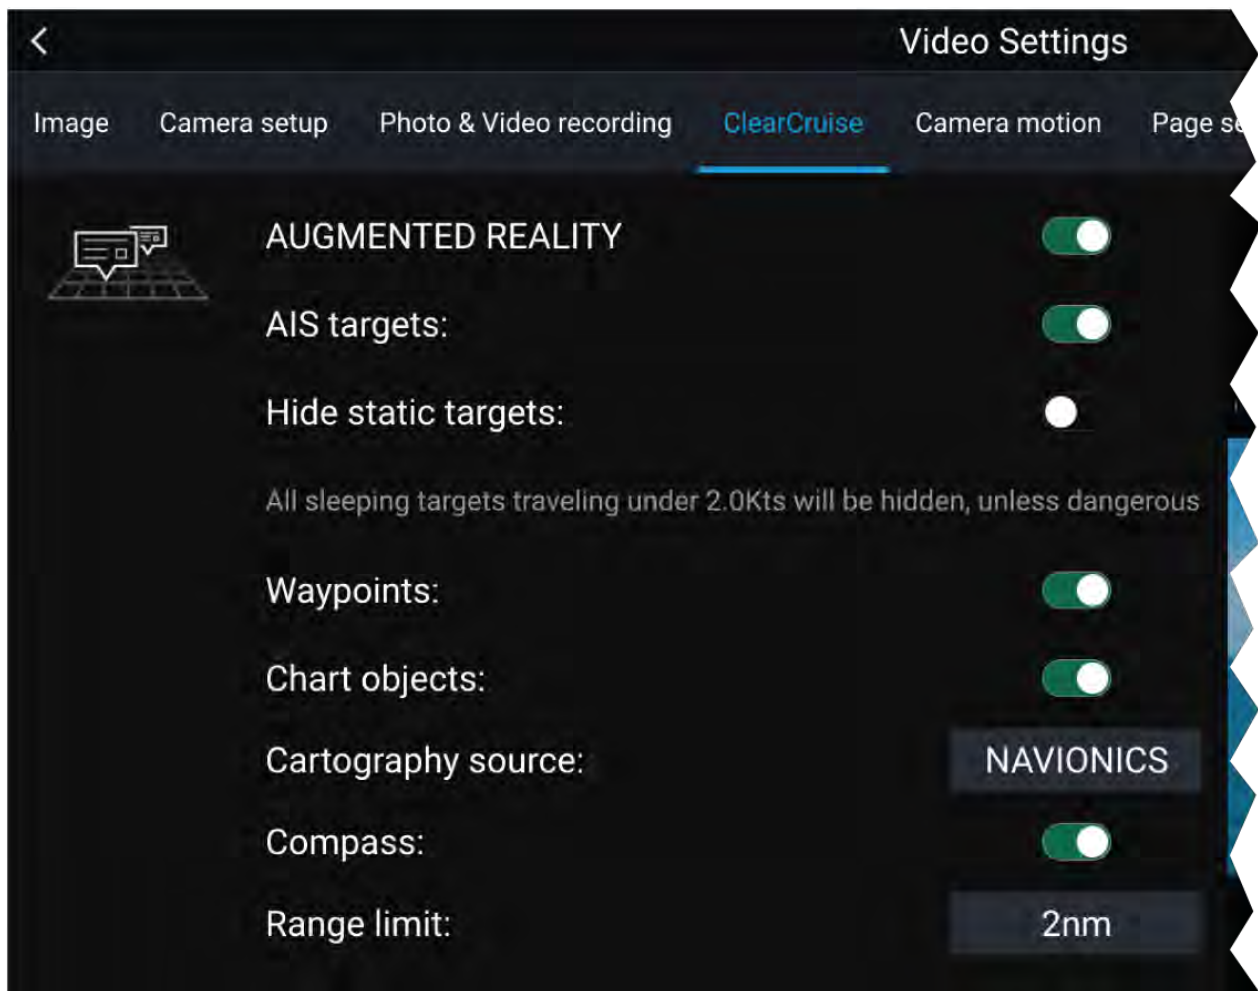 Video Settings
Image Camera setup Photo & Video recording ClearCruise Camera motion Page
AUGMENTED REALITY
AIS targets:
Hide static targets:
All sleeping targets traveling under 2.0Kts will be hidden, unless dangerous
Waypoints:
Chart objects:
Cartography source: NAVIONICS
Compass:
Range limit: 2nm